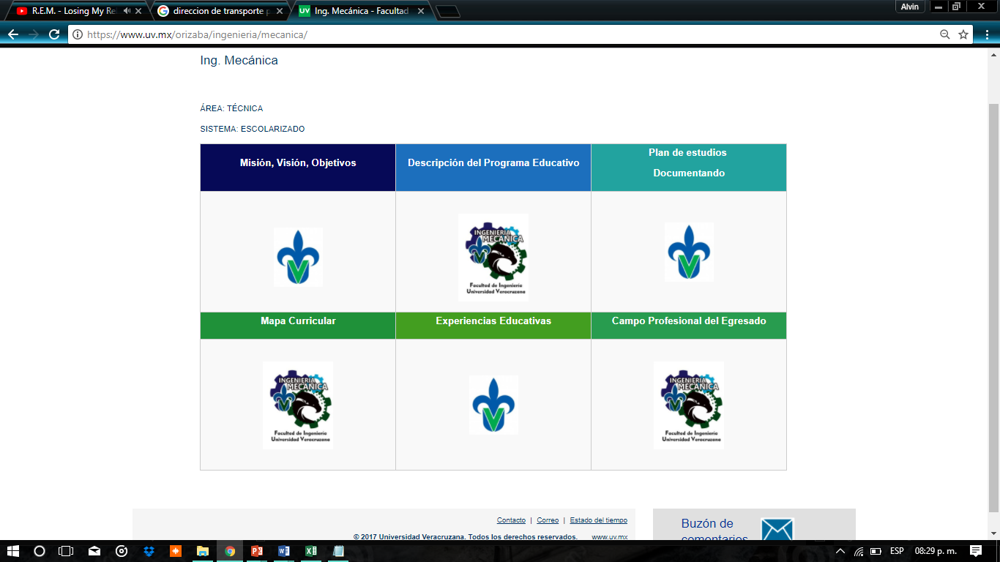 R.E.M. - Losing My Re
direccion de transporte p
UV Ing. Mecánica - Facultad
Alvin
https://www.uv.mx/orizaba/ingenieria/mecanica/
Ing. Mecánica
ÁREA: TÉCNICA
SISTEMA: ESCOLARIZADO
Misión, Visión, Objetivos
Descripción del Programa Educativo
Plan de estudios
Documentando
INGENIERIA
MECANICA
Facultad de Ingeniería
Universidad Veracruzana
Mapa Curricular
Experiencias Educativas
Campo Profesional del Egresado
INGENIERIA
MECANICA
Facultad de Ingeniería
Universidad Veracruzana
INGENIERIA
MECANICA
Facultad de Ingeniería
Universidad Veracruzana
Contacto | Correo | Estado del tiempo
© 2017 Universidad Veracruzana. Todos los derechos reservados. www.uv.mx
Buzón de
comentarios
ESP
08:29 p. m.